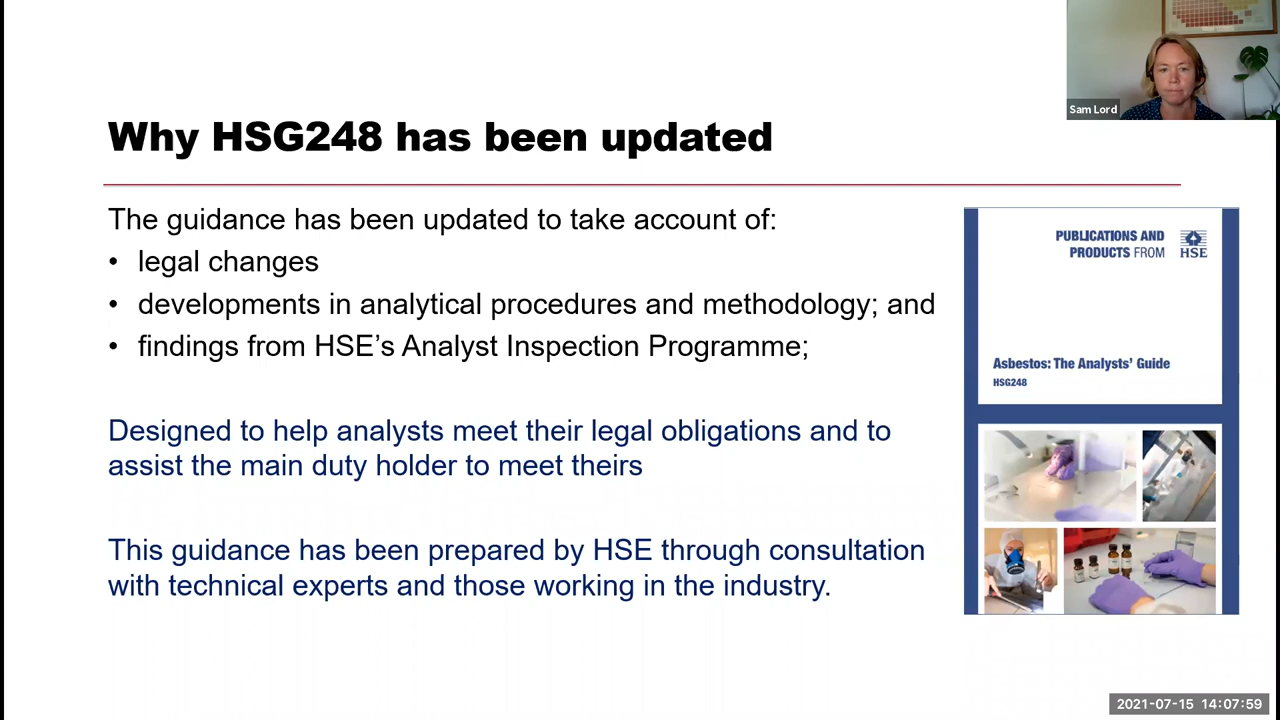 Sam Lord
Why HSG248 has been updated
The guidance has been updated to take account of:
• legal changes
• developments in analytical procedures and methodology; and
• findings from HSE’s Analyst Inspection Programme;
Designed to help analysts meet their legal obligations and to
assist the main duty holder to meet theirs
This guidance has been prepared by HSE through consultation
with technical experts and those working in the industry.
PUBLICATIONS AND
PRODUCTS FROM
HSE
Asbestos: The Analysts’ Guide
HSG248
2021-07-15 14:07:59